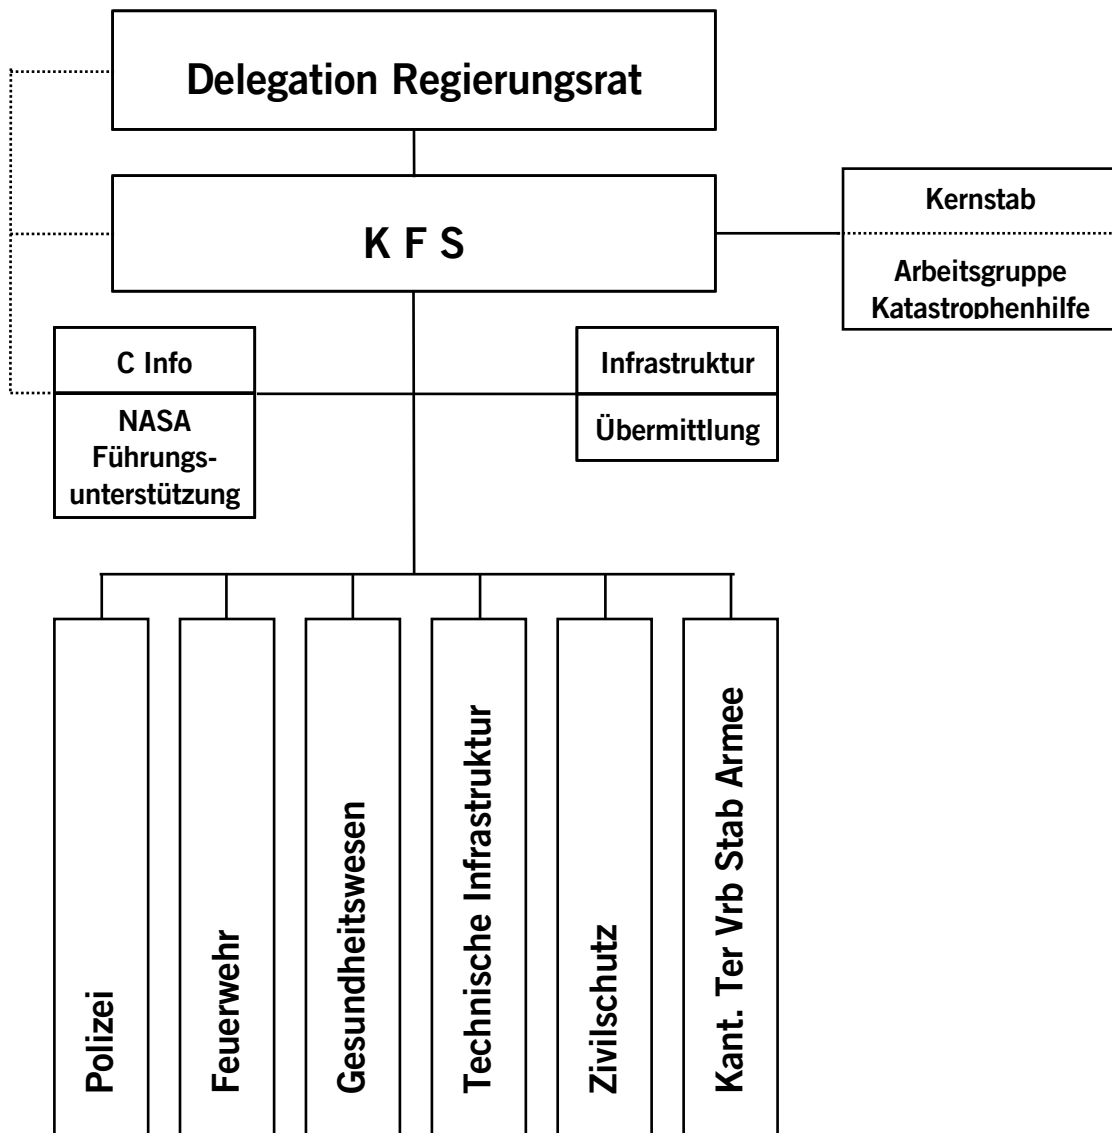 Delegation Regierungsrat
K F S
Kernstab
Arbeitsgruppe
Katastrophenhilfe
C Info
NASA
Führungs-
unterstützung
Infrastruktur
Übermittlung
Polizei
Feuerwehr
Gesundheitswesen
Technische Infrastruktur
Zivilschutz
Kant. Ter Vrb Stab Armee